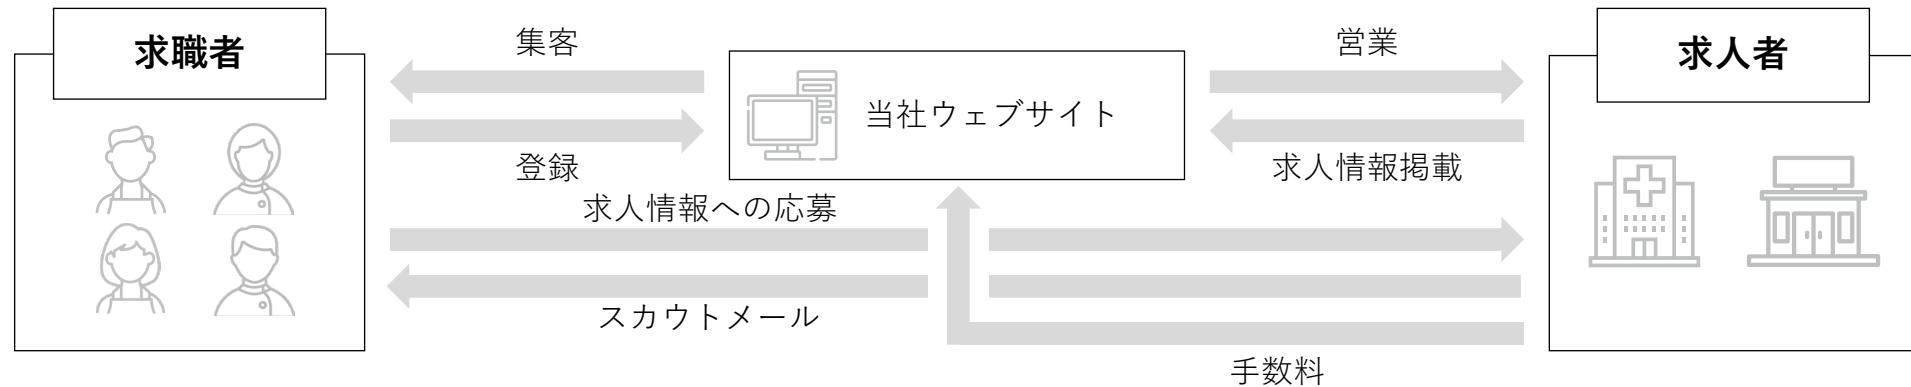 求職者
集客
営業
求人者
当社ウェブサイト
登録
求人情報掲載
求人情報への応募
スカウトメール
手数料